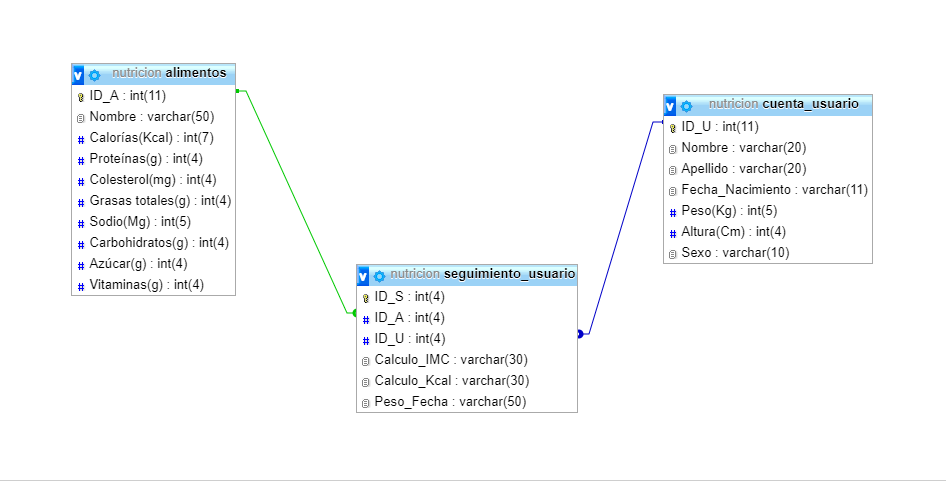 nutricion alimentos
ID_A : int(11)
Nombre : varchar(50)
Calorías(Kcal) : int(7)
Proteínas(g) : int(4)
Colesterol(mg) : int(4)
Grasas totales(g) : int(4)
Sodio(Mg) : int(5)
Carbohidratos(g) : int(4)
Azúcar(g) : int(4)
Vitaminas(g) : int(4)
nutricion cuenta_usuario
ID_U : int(11)
Nombre : varchar(20)
Apellido : varchar(20)
Fecha_Nacimiento : varchar(11)
Peso(Kg) : int(5)
Altura(Cm) : int(4)
Sexo : varchar(10)
nutricion seguimiento_usuario
ID_S : int(4)
ID_A : int(4)
ID_U : int(4)
Calculo_IMC : varchar(30)
Calculo_Kcal : varchar(30)
Peso_Fecha : varchar(50)